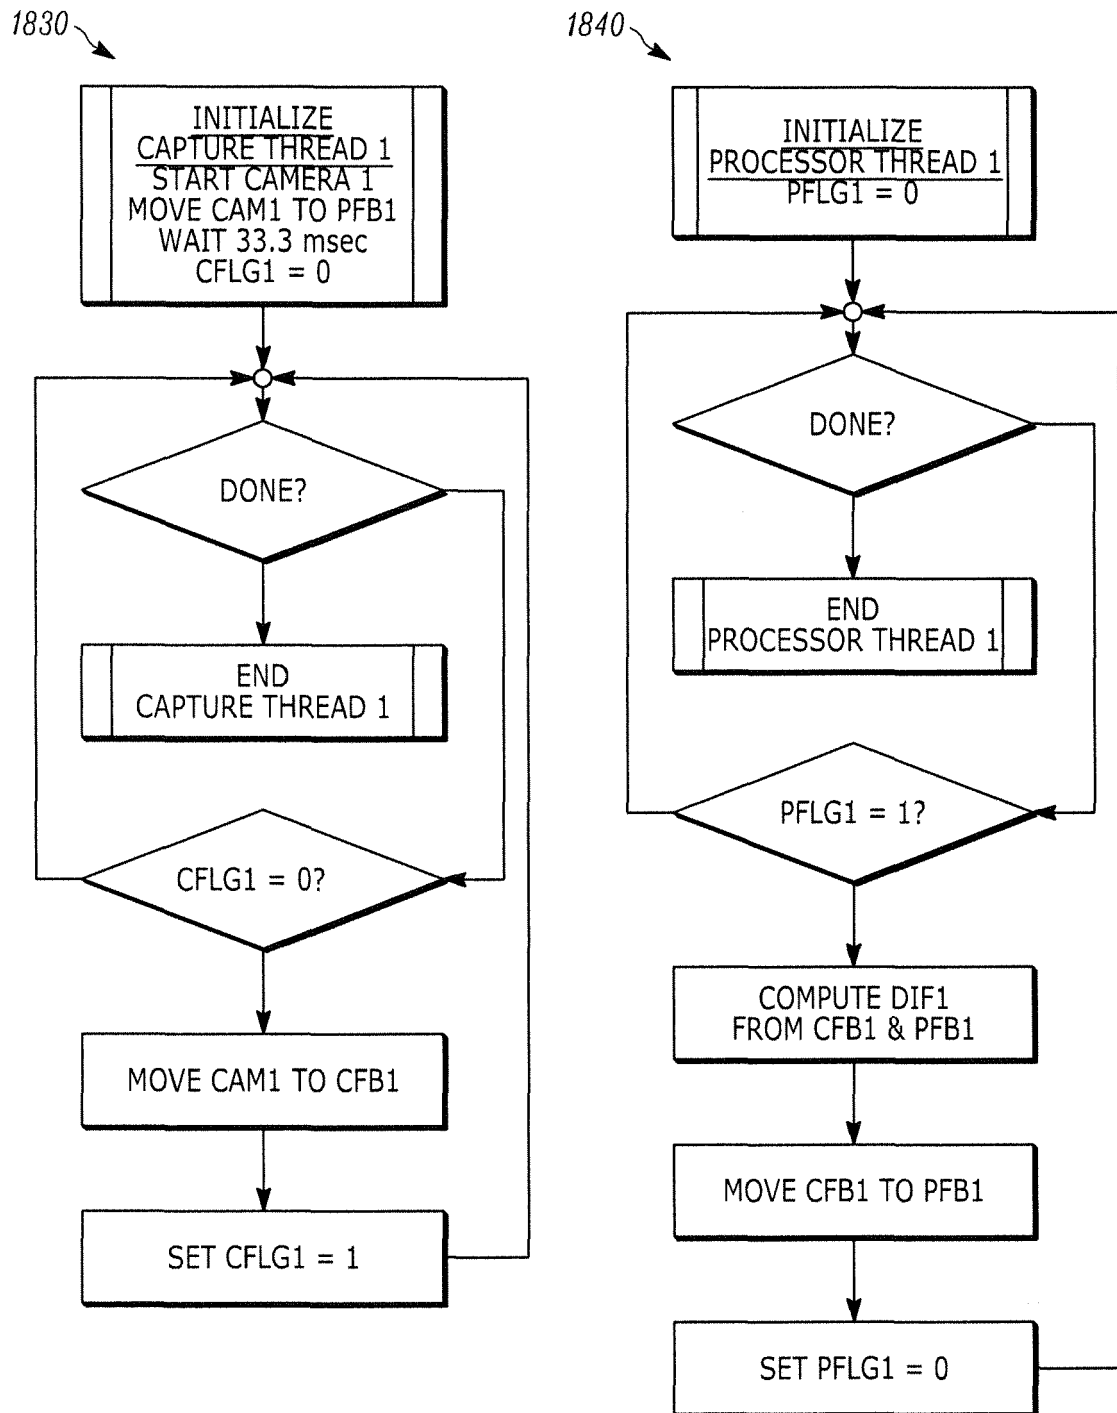 1830
INITIALIZE
CAPTURE THREAD 1
START CAMERA 1
MOVE CAM1 TO PFB1
WAIT 33.3 msec
CFLG1 = 0
DONE?
END
CAPTURE THREAD 1
CFLG1 = 0?
MOVE CAM1 TO CFB1
SET CFLG1 = 1
1840
INITIALIZE
PROCESSOR THREAD 1
PFLG1 = 0
DONE?
END
PROCESSOR THREAD 1
PFLG1 = 1?
COMPUTE DIF1
FROM CFB1 & PFB1
MOVE CFB1 TO PFB1
SET PFLG1 = 0